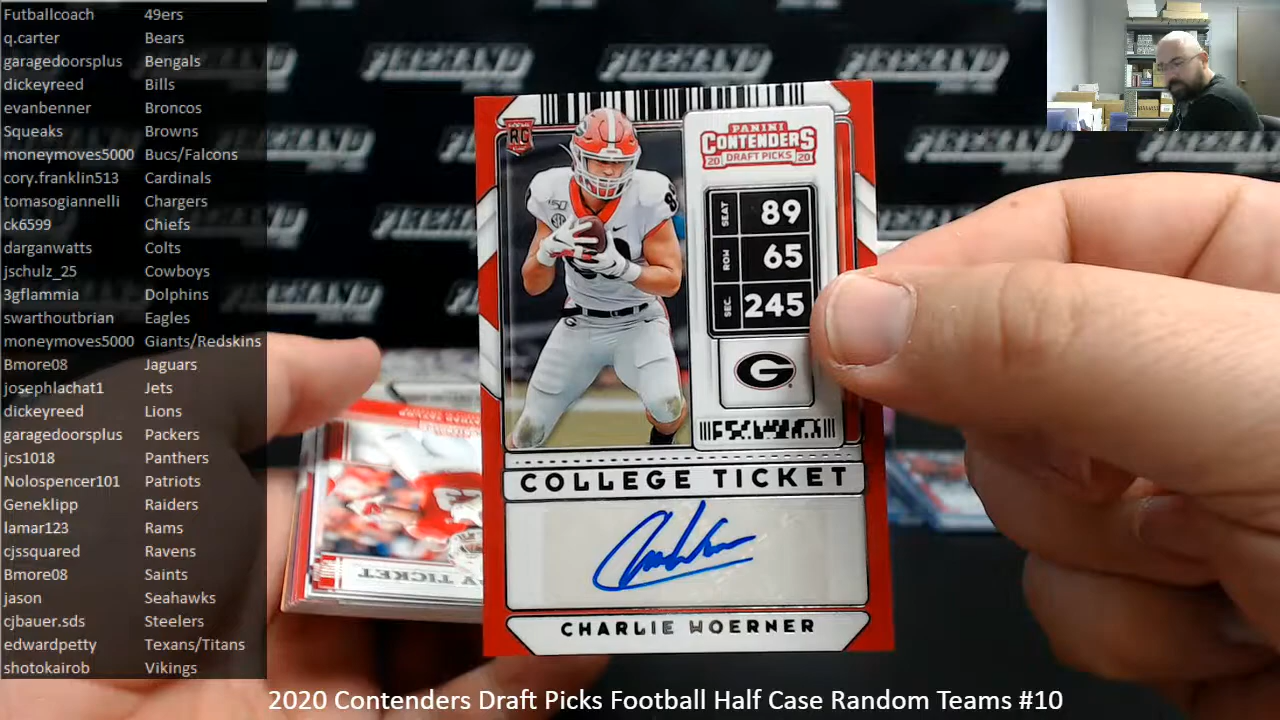 Futballcoach 49ers
q.carter Bears
garagedoorsplus Bengals
dickeyreed Bills
evanbenner Broncos
Squeaks Browns
moneymoves5000 Bucs/Falcons
cory.franklin513 Cardinals
tomasogiannelli Chargers
ck6599 Chiefs
darganwatts Colts
jschulz_25 Cowboys
3gflammia Dolphins
swarthoutbrian Eagles
moneymoves5000 Giants/Redskins
Bmore08 Jaguars
josephlachat1 Jets
dickeyreed Lions
garagedoorsplus Packers
jcs1018 Panthers
Nolospencer101 Patriots
Geneklipp Raiders
lamar123 Rams
cjssquared Ravens
Bmore08 Saints
jason Seahawks
cjbauer.sds Steelers
edwardpetty Texans/Titans
shotokairob Vikings
FIREHAND
RC
PANINI
CONTENDERS
20 DRAFT PICKS 20
SEAT 89
ROW 65
SEC. 245
G
COLLEGE TICKET
CHARLIE WOERNER
TICKET
2020 Contenders Draft Picks Football Half Case Random Teams #10